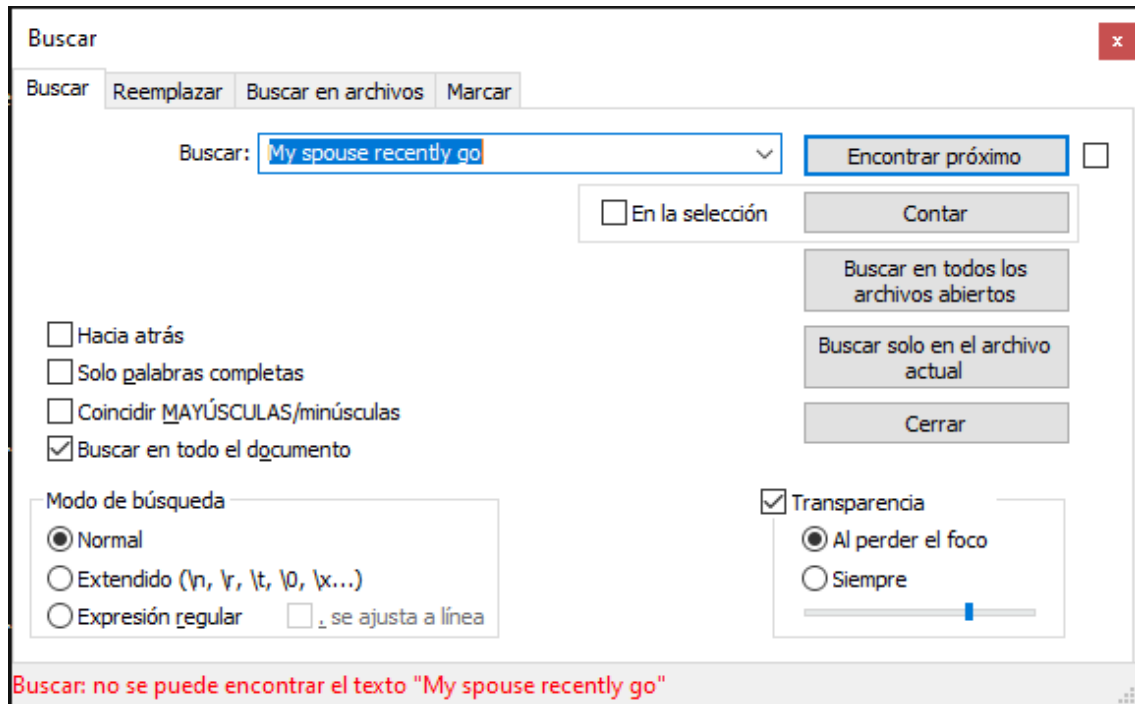 Buscar
x
Buscar Reemplazar Buscar en archivos Marcar
Buscar: My spouse recently go
Encontrar próximo
En la selección
Contar
Buscar en todos los
archivos abiertos
Hacia atrás
Buscar solo en el archivo
actual
Solo palabras completas
Coincidir MAYÚSCULAS/minúsculas
Cerrar
Buscar en todo el documento
Modo de búsqueda
Normal
Extendido (\n, \r, \t, \0, \x...)
Expresión regular
. se ajusta a línea
Transparencia
Al perder el foco
Siempre
Buscar: no se puede encontrar el texto "My spouse recently go"